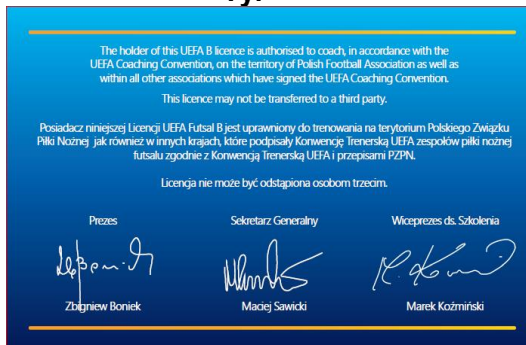 The holder of this UEFA B licence is authorised to coach, in accordance with the
UEFA Coaching Convention, on the territory of Polish Football Association as well as
within all other associations which have signed the UEFA Coaching Convention.
This licence may not be transferred to a third party.
Posiadacz niniejszej Licencji UEFA Futsal B jest uprawniony do trenowania na terytorium Polskiego Związku
Piłki Nożnej jak również w innych krajach, które podpisały Konwencję Trenerską UEFA zespołów piłki nożnej
futsalu zgodnie z Konwencją Trenerską UEFA i przepisami PZPN.
Licencja nie może być odstąpiona osobom trzecim.
Prezes Sekretarz Generalny Wiceprezes ds. Szkolenia
Zbigniew Boniek Maciej Sawicki Marek Koźmiński